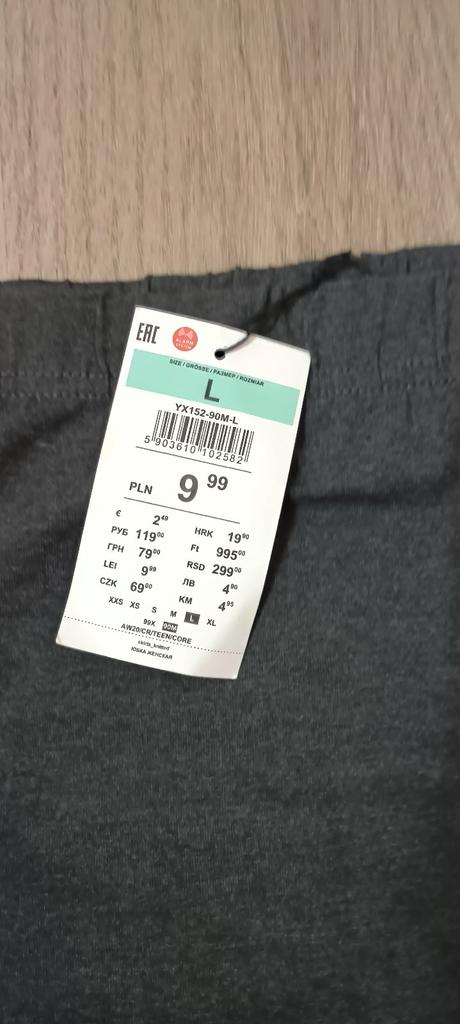 EAC
ALARM
SYSTEM
SIZE / GRÖSSE / РАЗМЕР / ROZMIAR
L
YX152-90M-L
5 903610 102582
PLN 9 99
€ 2 49
HRK 19 90
РУБ 119 00
Ft 995 00
ГРН 79 00
RSD 299 00
LEI 9 99
ЛВ 4 90
CZK 69 00
KM 4 95
XXS XS S M L XL
99X 90M
AW20/CR/TEEN/CORE
skirts_knitted
ЮБКА ЖЕНСКАЯ